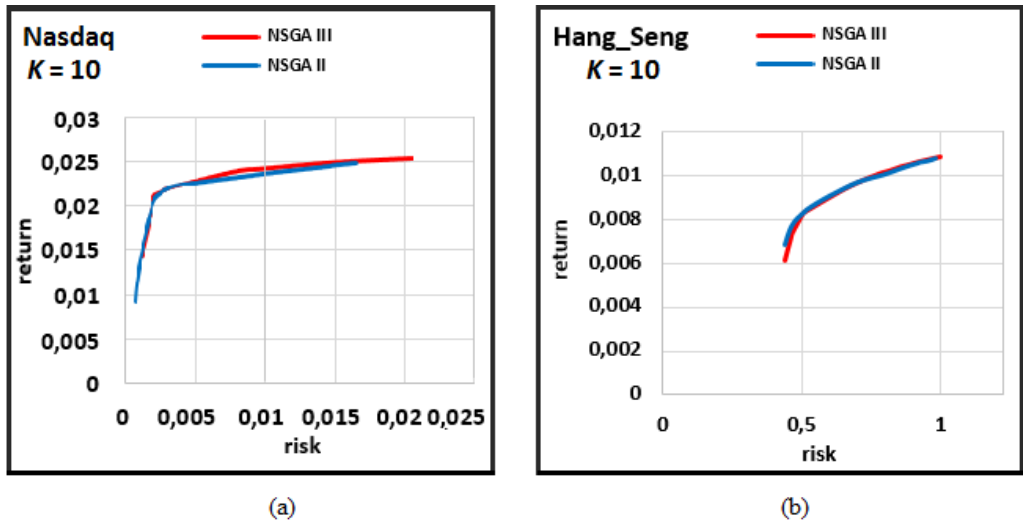 Nasdaq
K = 10
NSGA III
NSGA II
0,03
0,025
0,02
0,015
0,01
0,005
0
return
0 0,005 0,01 0,015 0,02 0,025
risk
(a)
Hang_Seng
K = 10
NSGA III
NSGA II
0,012
0,01
0,008
0,006
0,004
0,002
0
return
0 0,5 1
risk
(b)